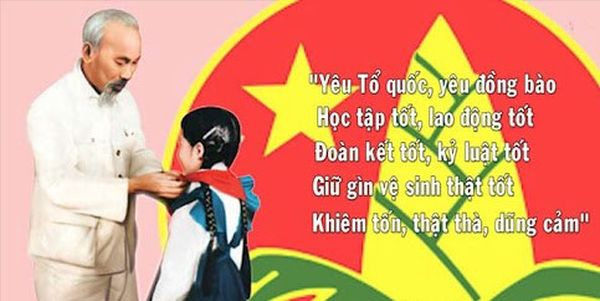 "Yêu Tổ quốc, yêu đồng bào
Học tập tốt, lao động tốt
Đoàn kết tốt, kỷ luật tốt
Giữ gìn vệ sinh thật tốt
Khiêm tốn, thật thà, dũng cảm"